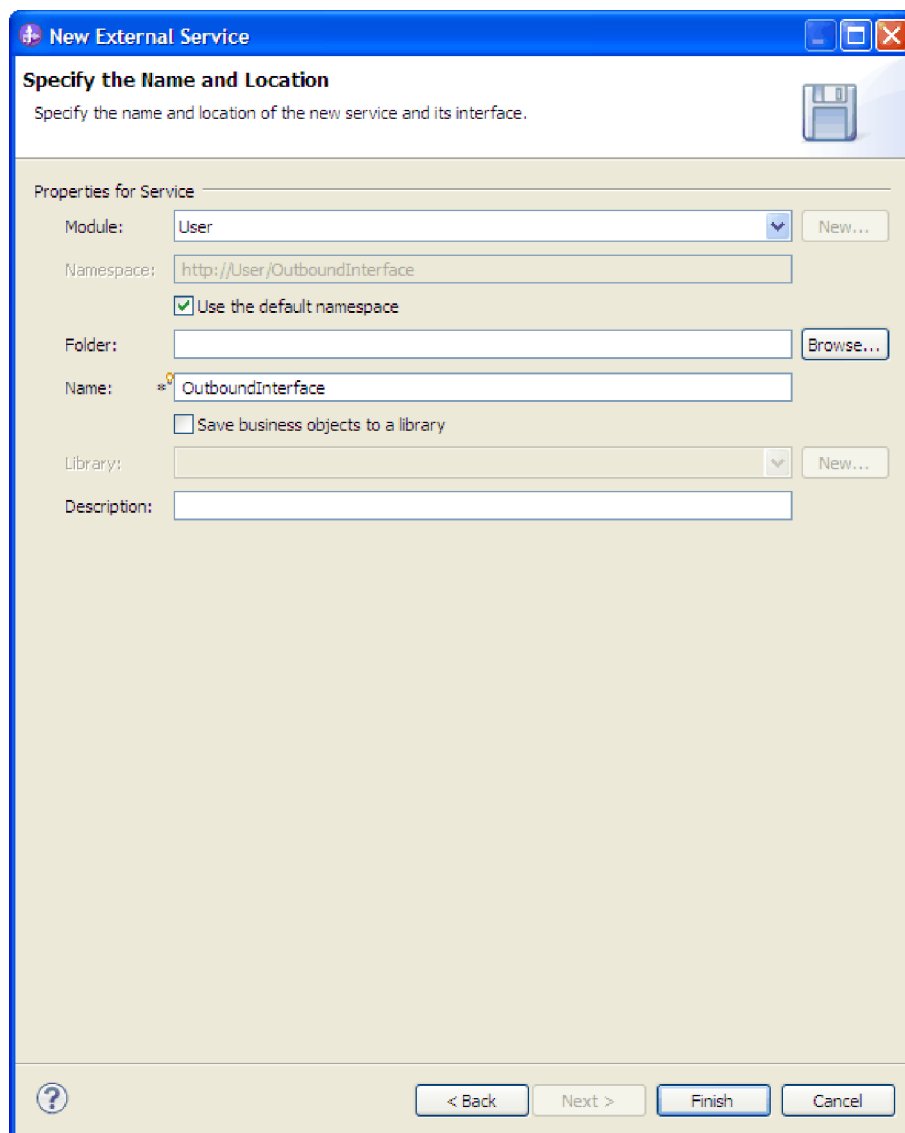 New External Service
Specify the Name and Location
Specify the name and location of the new service and its interface.
Properties for Service
Module: User New...
Namespace: http://User/OutboundInterface
Use the default namespace
Folder: Browse...
Name: * OutboundInterface
Save business objects to a library
Library: New...
Description:
? < Back Next > Finish Cancel